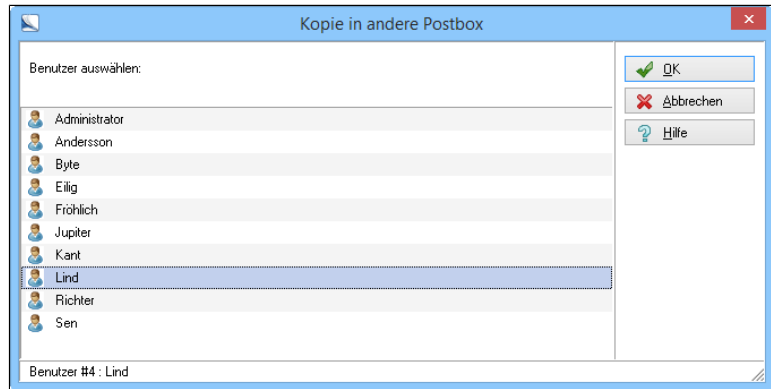 Kopie in andere Postbox
Benutzer auswählen:
OK
Abbrechen
Hilfe
Administrator
Andersson
Byte
Eilig
Fröhlich
Jupiter
Kant
Lind
Richter
Sen
Benutzer #4 : Lind